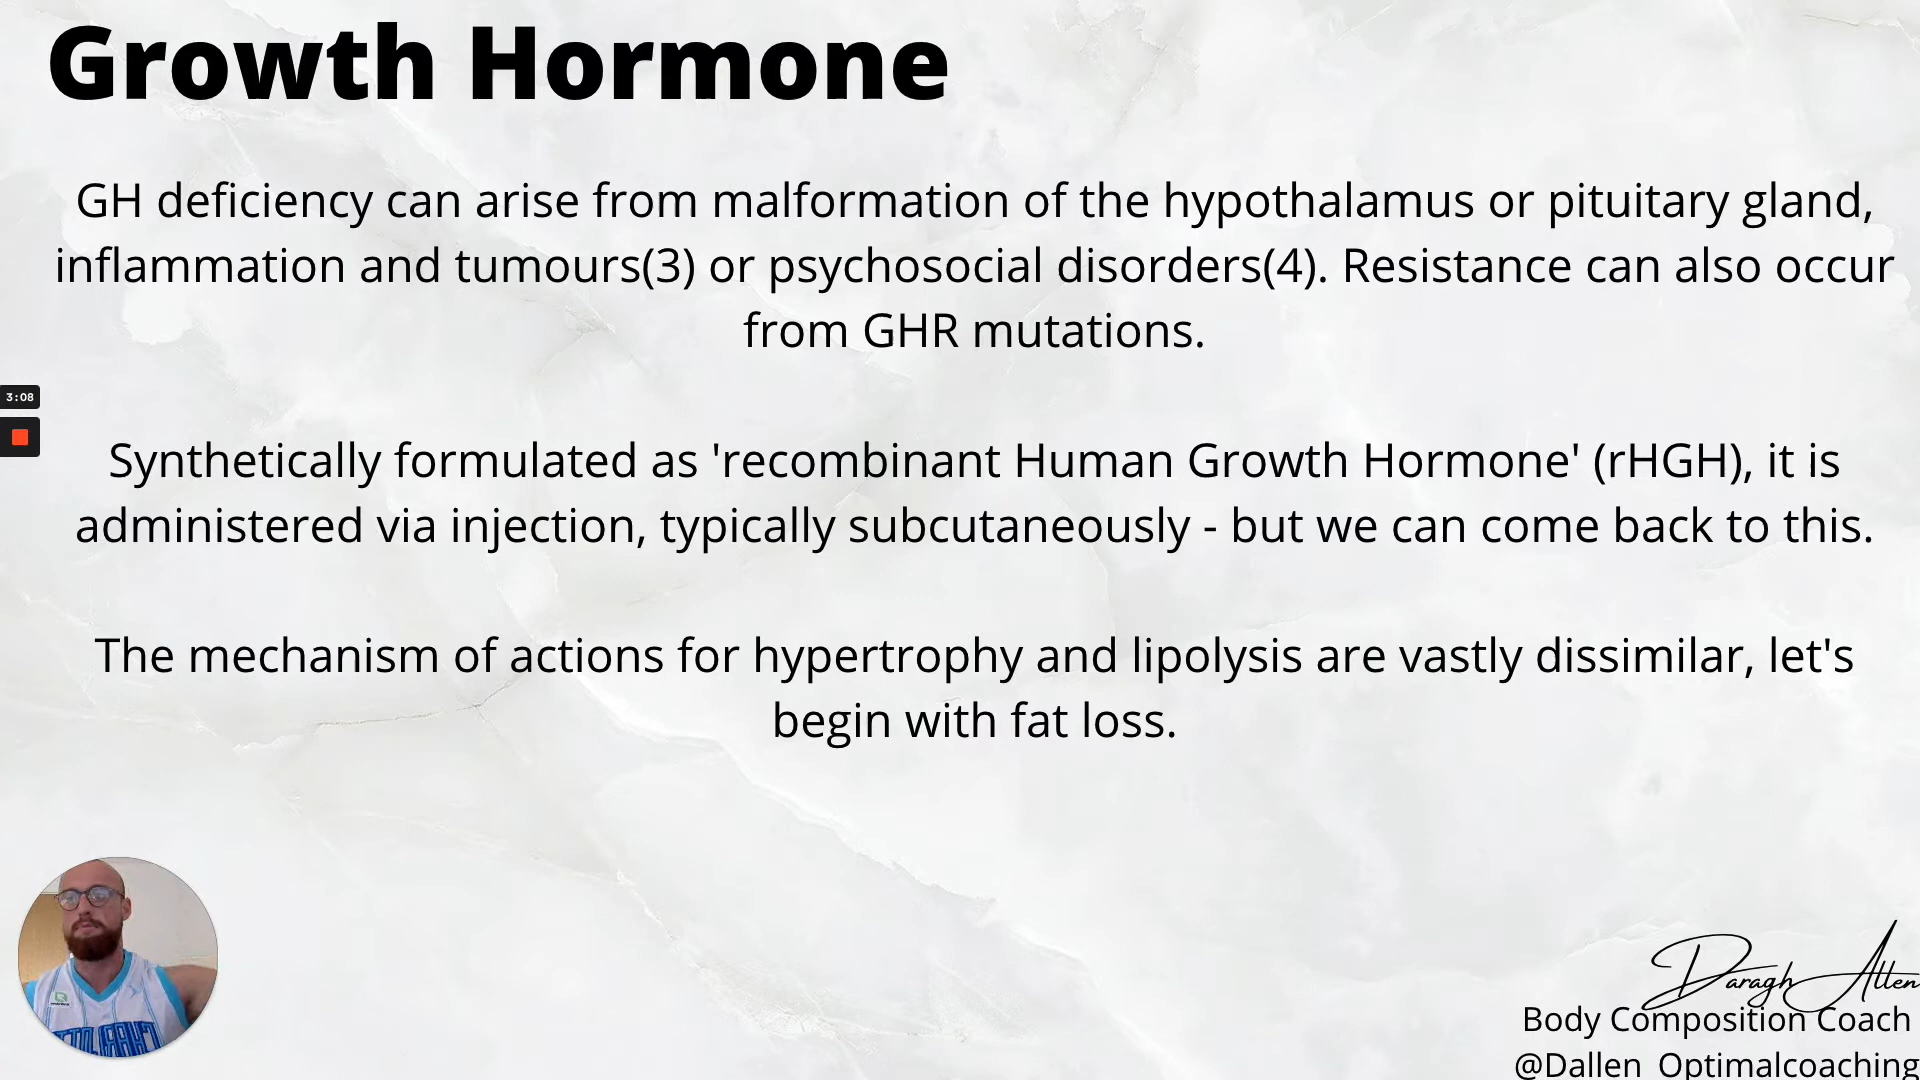 Growth Hormone
GH deficiency can arise from malformation of the hypothalamus or pituitary gland,
inflammation and tumours(3) or psychosocial disorders(4). Resistance can also occur
from GHR mutations.
3:08
Synthetically formulated as 'recombinant Human Growth Hormone' (rHGH), it is
administered via injection, typically subcutaneously - but we can come back to this.
The mechanism of actions for hypertrophy and lipolysis are vastly dissimilar, let's
begin with fat loss.
Daragh Allen
Body Composition Coach
@Dallen_Optimalcoaching